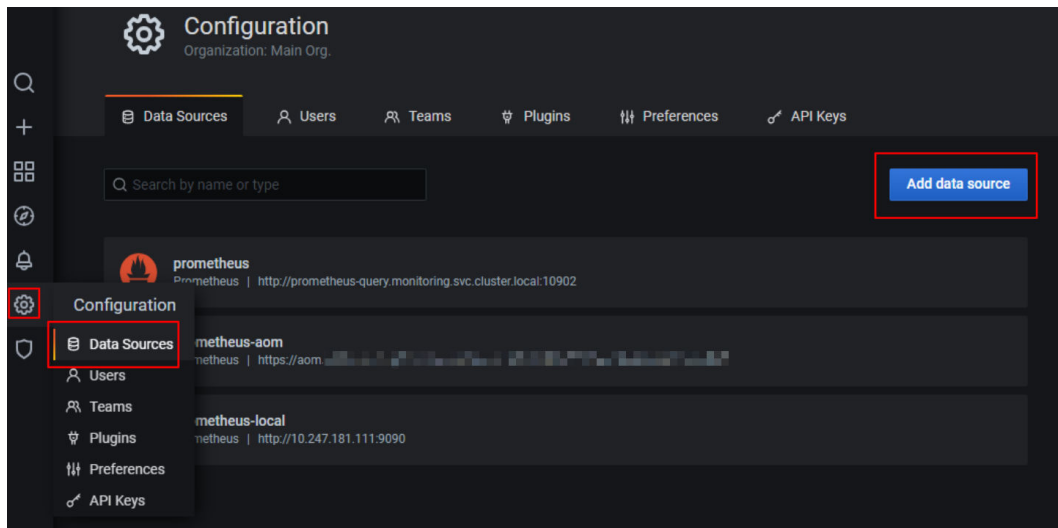 Configuration
Organization: Main Org.
Data Sources
Users
Teams
Plugins
Preferences
API Keys
Search by name or type
Add data source
prometheus
Prometheus | http://prometheus-query.monitoring.svc.cluster.local:10902
Configuration
Data Sources
Users
Teams
Plugins
Preferences
API Keys
metheus-aom
metheus | https://aom.
metheus-local
metheus | http://10.247.181.111:9090